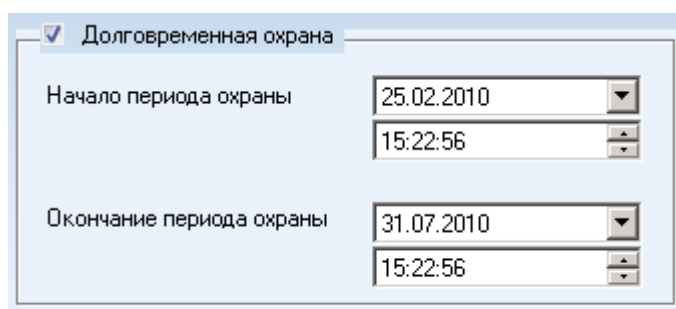 Долговременная охрана
Начало периода охраны 25.02.2010
15:22:56
Окончание периода охраны 31.07.2010
15:22:56